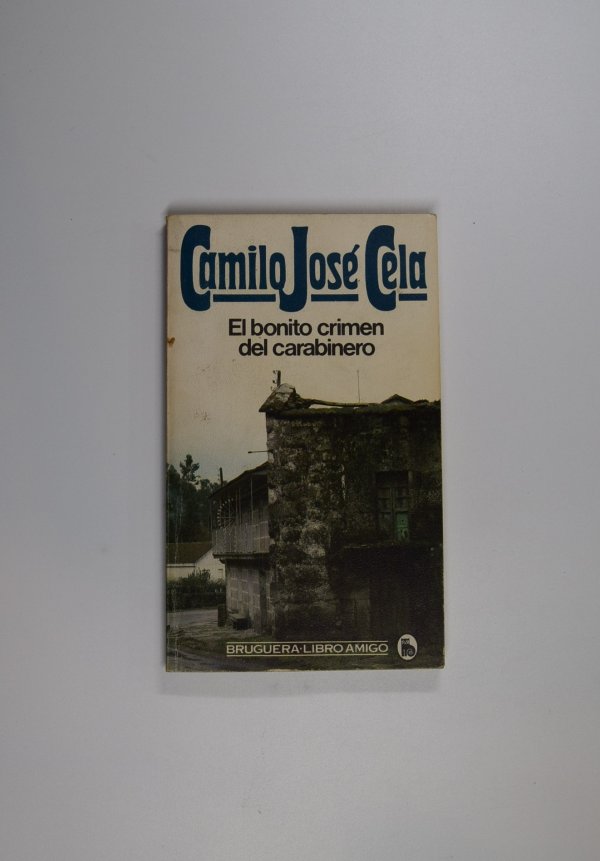 Camilo José Cela
El bonito crimen
del carabinero
BRUGUERA·LIBRO AMIGO